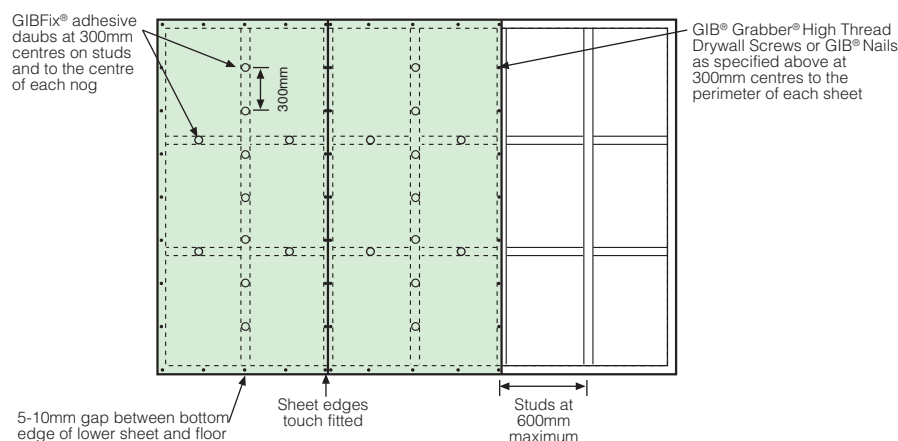 GIBFix® adhesive
daubs at 300mm
centres on studs
and to the centre
of each nog
300mm
GIB® Grabber® High Thread
Drywall Screws or GIB® Nails
as specified above at
300mm centres to the
perimeter of each sheet
5-10mm gap between bottom
edge of lower sheet and floor
Sheet edges
touch fitted
Studs at
600mm
maximum